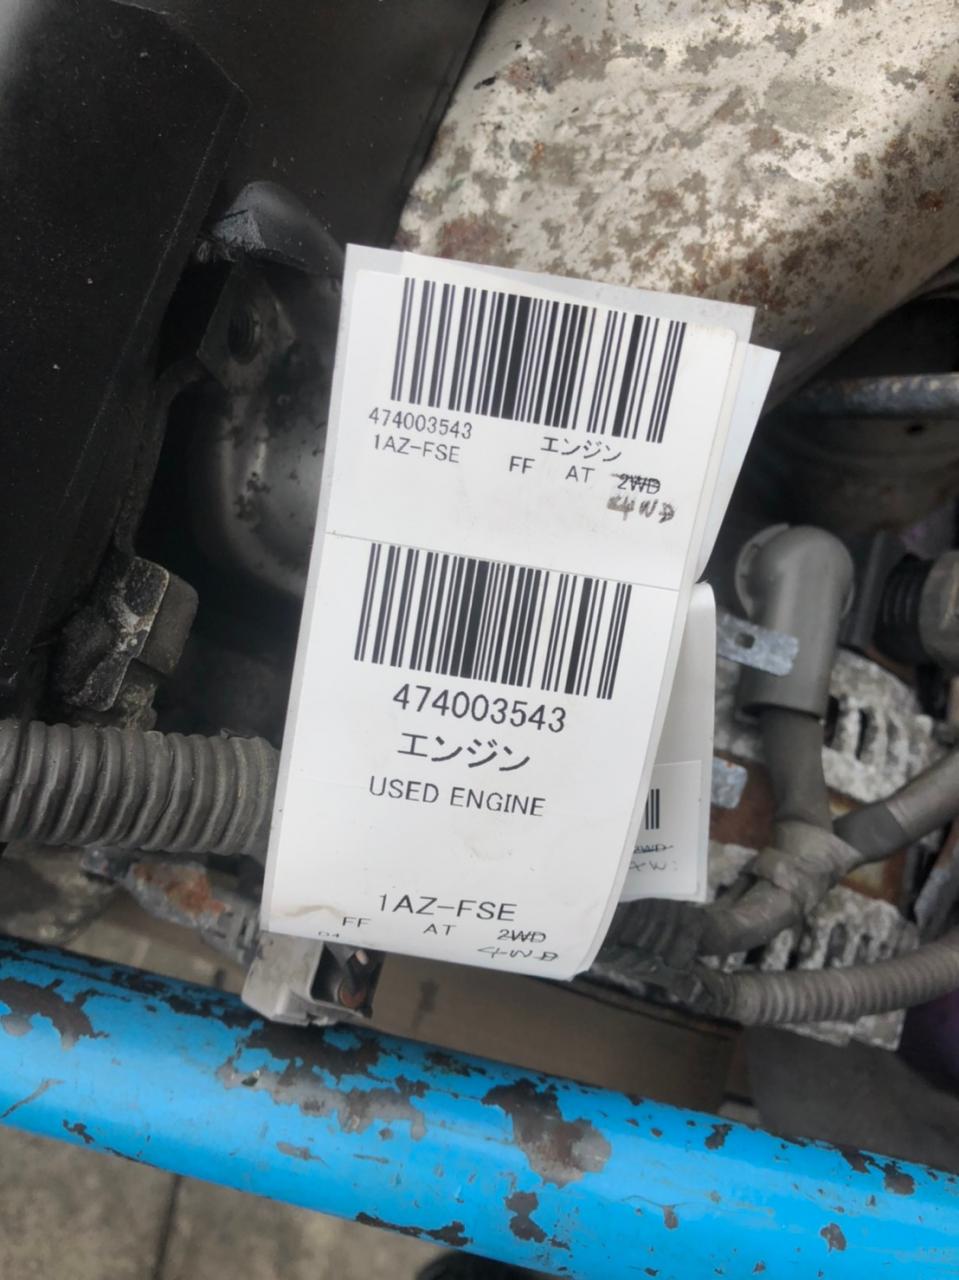 474003543 エンジン
1AZ-FSE FF AT 2WD
4WD
474003543
エンジン
USED ENGINE
1AZ-FSE
FF AT 2WD
4WD
2WD